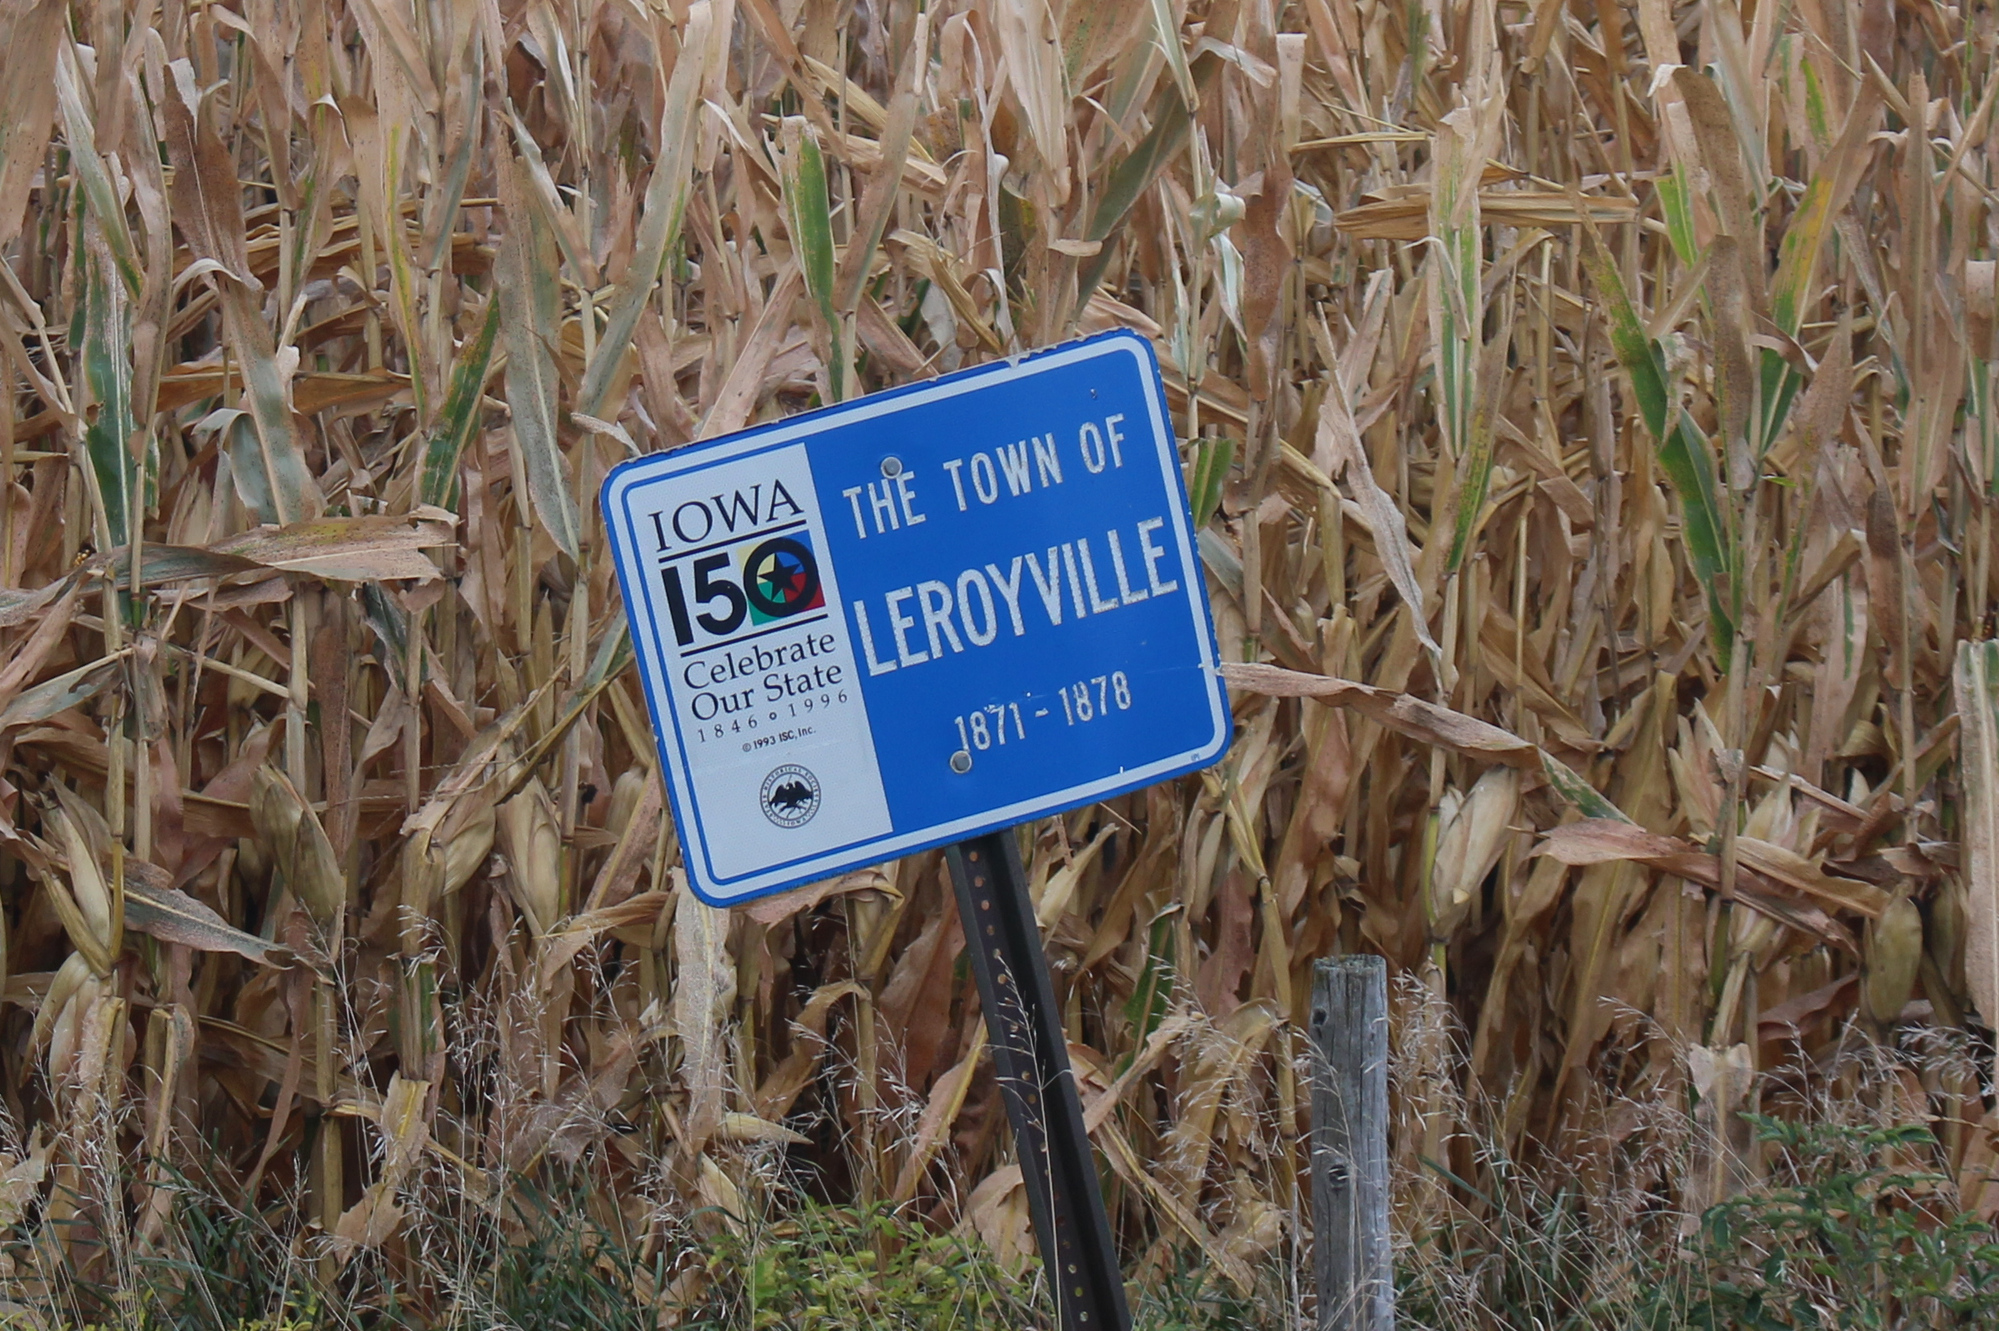 IOWA
150
Celebrate
Our State
1846 • 1996
© 1993 ISC, Inc.
THE TOWN OF
LEROYVILLE
1871 - 1878